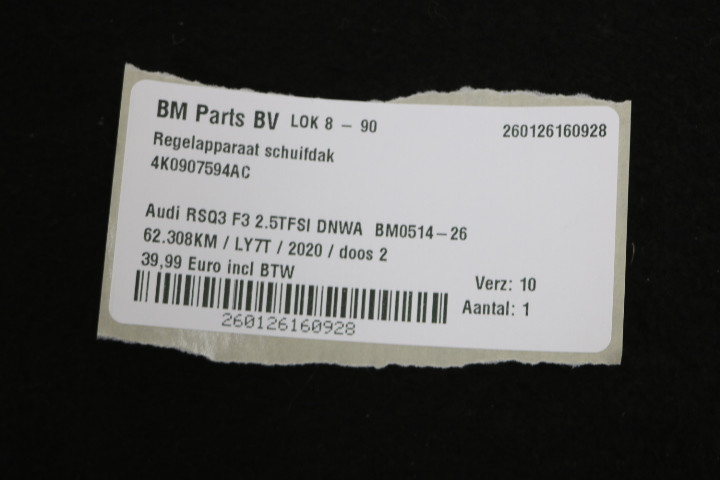 BM Parts BV LOK 8 - 90 260126160928
Regelapparaat schuifdak
4K0907594AC
Audi RSQ3 F3 2.5TFSI DNWA BM0514-26
62.308KM / LY7T / 2020 / doos 2
39,99 Euro incl BTW
Verz: 10
Aantal: 1
260126160928